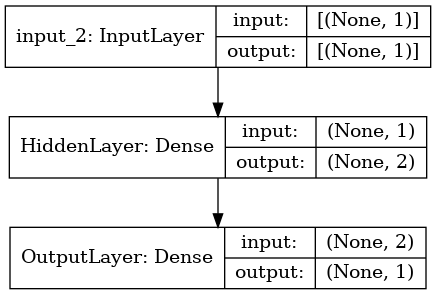 input_2: InputLayer
input: [(None, 1)]
output: [(None, 1)]
HiddenLayer: Dense
input: (None, 1)
output: (None, 2)
OutputLayer: Dense
input: (None, 2)
output: (None, 1)